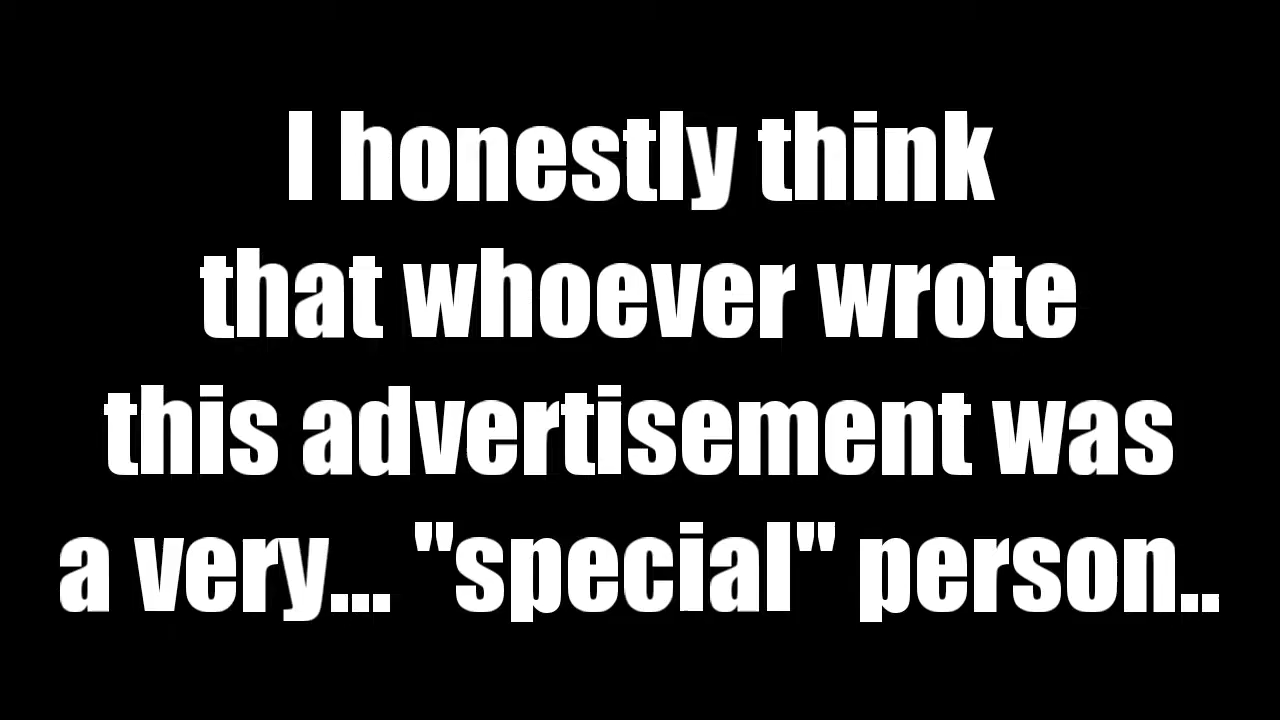 I honestly think
that whoever wrote
this advertisement was
a very... "special" person..